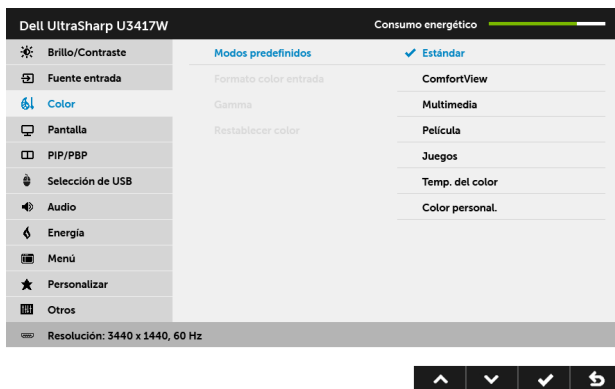 Dell UltraSharp U3417W Consumo energético
Brillo/Contraste Modos predefinidos Estándar
Fuente entrada Formato color entrada ComfortView
Color Gamma Multimedia
Pantalla Restablecer color Película
PIP/PBP Juegos
Selección de USB Temp. del color
Audio Color personal.
Energía
Menú
Personalizar
Otros
Resolución: 3440 x 1440, 60 Hz